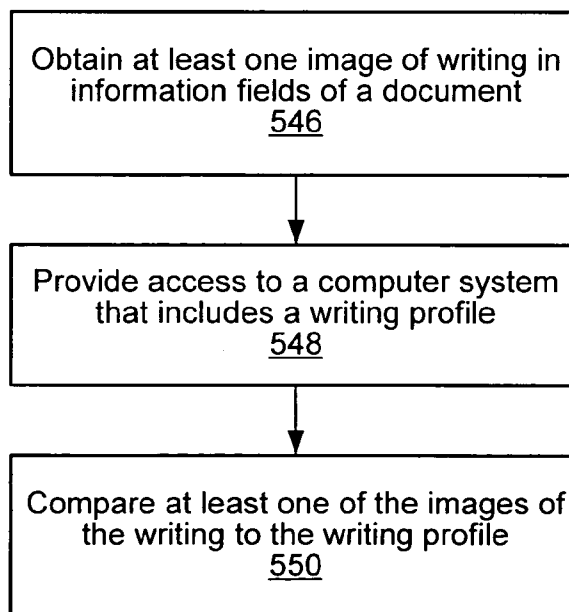 Obtain at least one image of writing in
information fields of a document
546
Provide access to a computer system
that includes a writing profile
548
Compare at least one of the images of
the writing to the writing profile
550